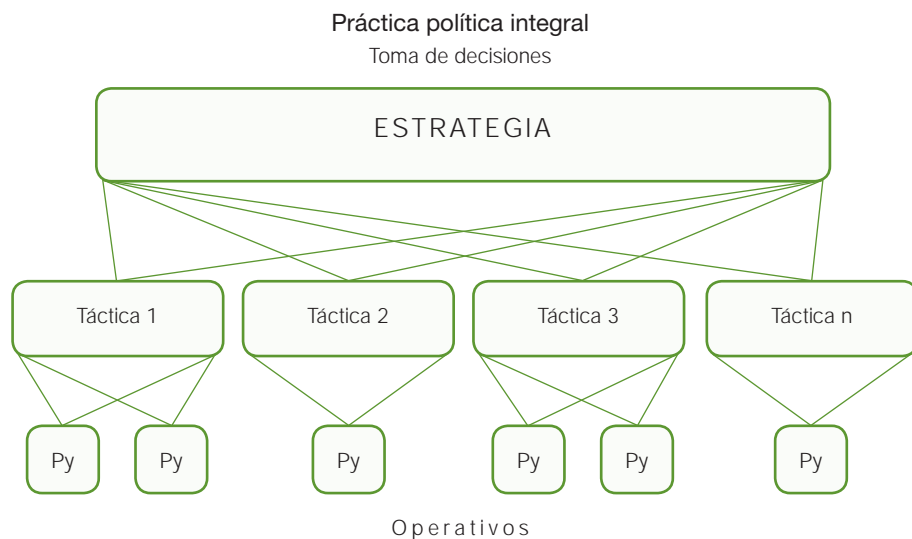 Práctica política integral
Toma de decisiones
ESTRATEGIA
Táctica 1
Táctica 2
Táctica 3
Táctica n
Py
Py
Py
Py
Py
Py
Operativos